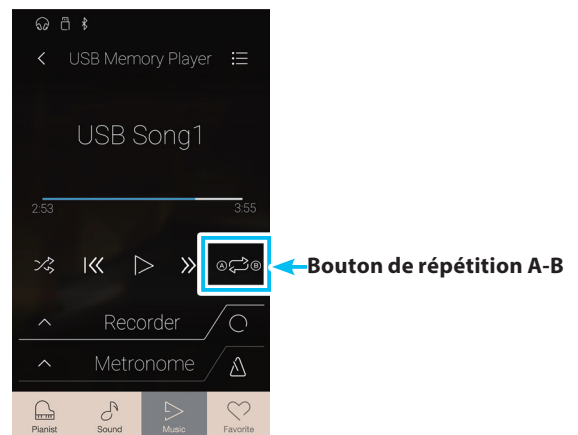 USB Memory Player
USB Song1
2:53
3:55
A B
Bouton de répétition A-B
Recorder
Metronome
Pianist
Sound
Music
Favorite